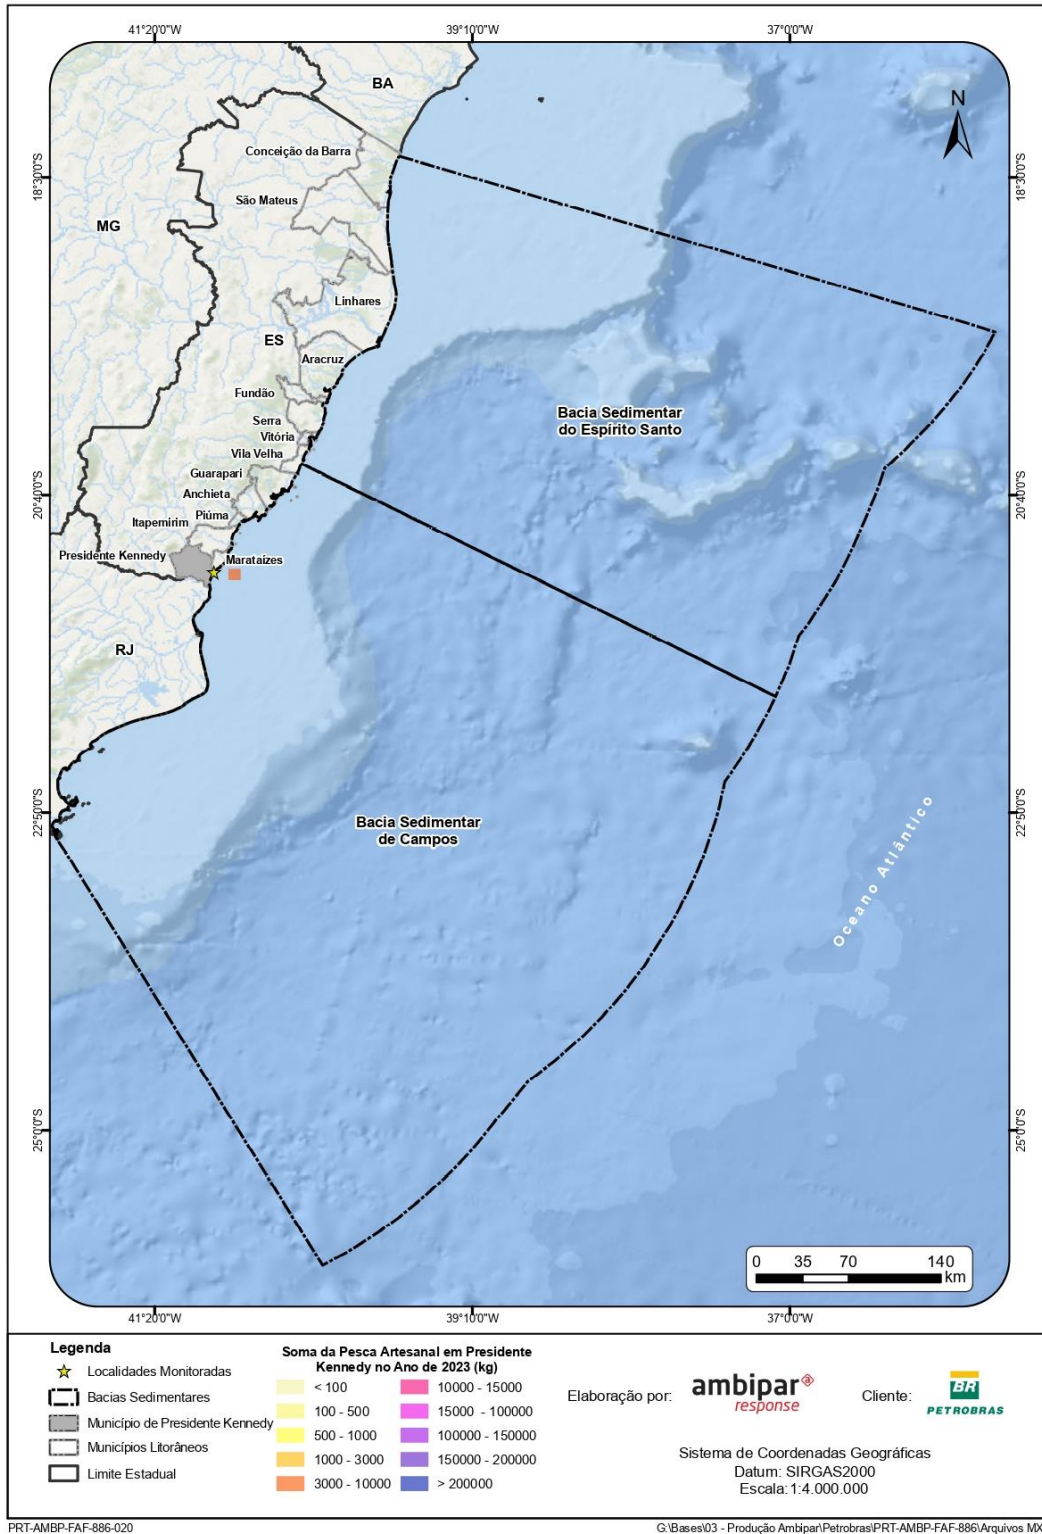 41°20'0"W
39°10'0"W
37°0'0"W
BA
N
Conceição da Barra
18°30'0"S
18°30'0"S
São Mateus
MG
Linhares
ES
Aracruz
Fundão
Bacia Sedimentar
do Espírito Santo
Serra
Vitória
Vila Velha
Guarapari
Anchieta
20°40'0"S
20°40'0"S
Piúma
Itapemirim
Presidente Kennedy
Marataízes
RJ
22°50'0"S
22°50'0"S
Bacia Sedimentar
de Campos
Oceano Atlântico
25°0'0"S
25°0'0"S
0 35 70 140
km
41°20'0"W
39°10'0"W
37°0'0"W
Legenda
Localidades Monitoradas
Bacias Sedimentares
Município de Presidente Kennedy
Municípios Litorâneos
Limite Estadual
Soma da Pesca Artesanal em Presidente
Kennedy no Ano de 2023 (kg)
< 100
100 - 500
500 - 1000
1000 - 3000
3000 - 10000
10000 - 15000
15000 - 100000
100000 - 150000
150000 - 200000
> 200000
Elaboração por:
ambipar
response
Cliente:
BR
PETROBRAS
Sistema de Coordenadas Geográficas
Datum: SIRGAS2000
Escala:1:4.000.000
PRT-AMBP-FAF-886-020
G:\Bases\03 - Produção Ambipar\Petrobras\PRT-AMBP-FAF-886\Arquivos MX